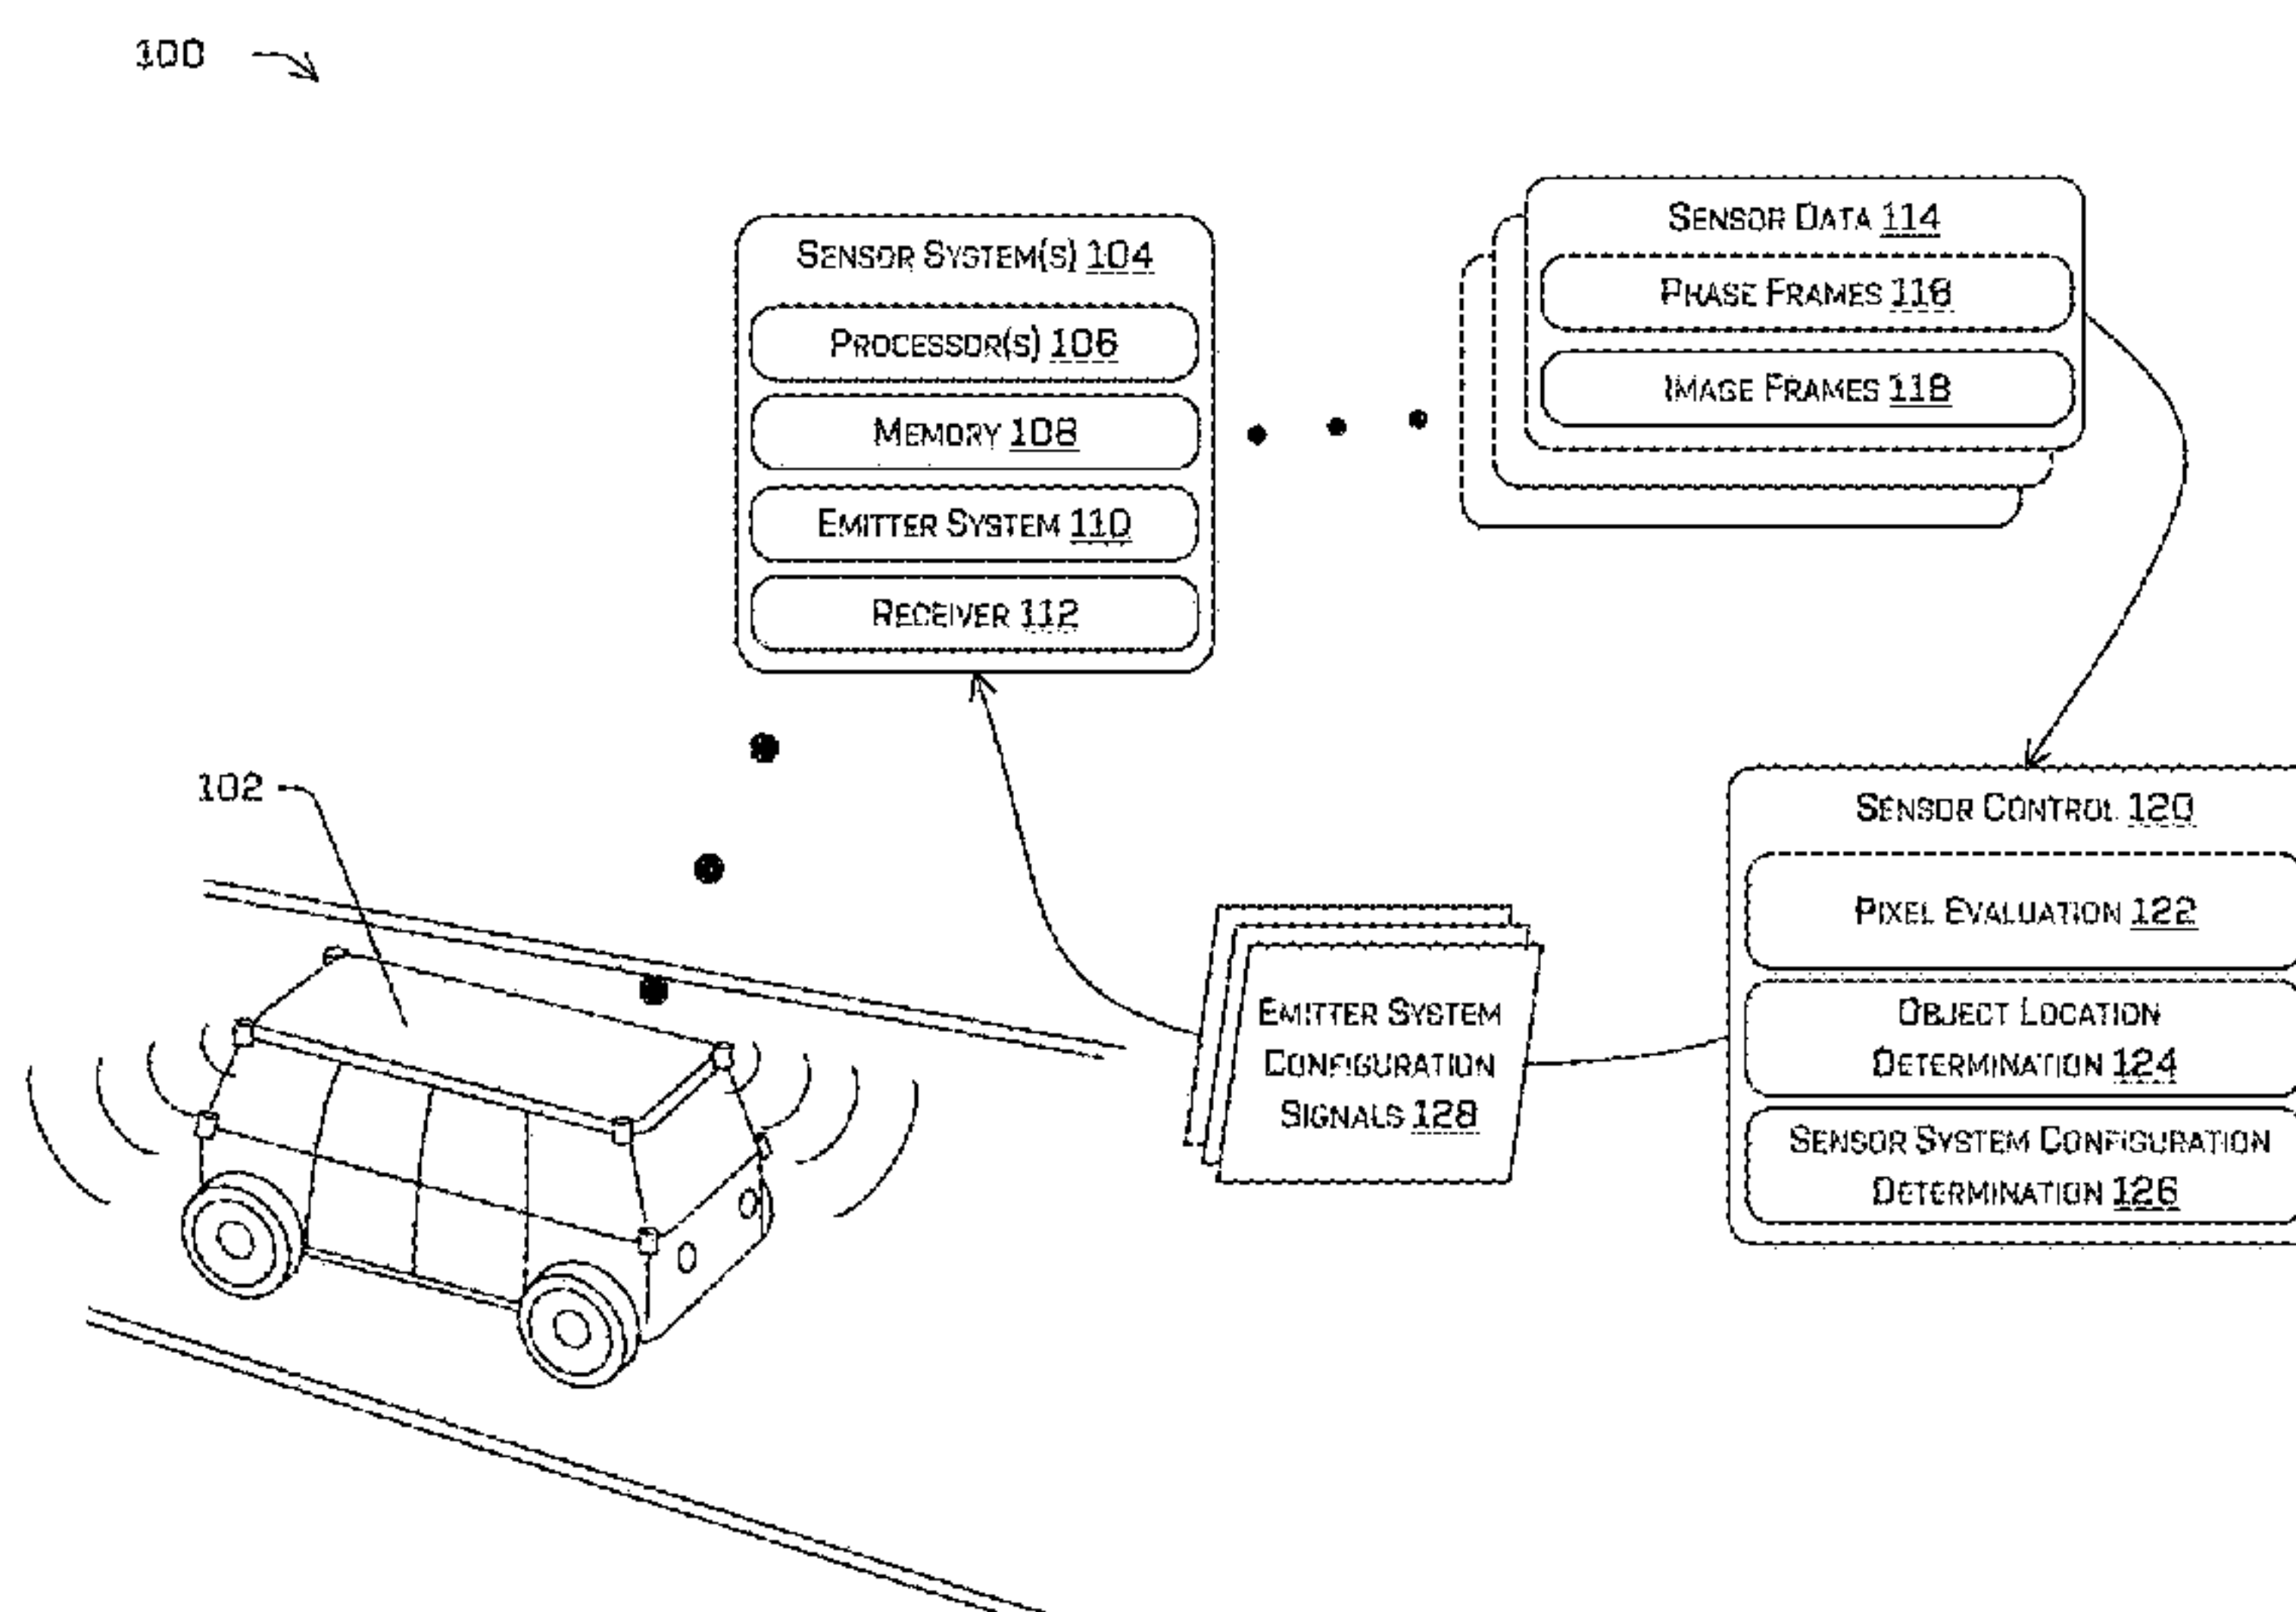 100
SENSOR SYSTEM(S) 104
PROCESSOR(S) 106
MEMORY 108
EMITTER SYSTEM 110
RECEIVER 112
SENSOR DATA 114
PHASE FRAMES 116
IMAGE FRAMES 118
102
SENSOR CONTROL 120
PIXEL EVALUATION 122
OBJECT LOCATION
DETERMINATION 124
SENSOR SYSTEM CONFIGURATION
DETERMINATION 126
EMITTER SYSTEM
CONFIGURATION
SIGNALS 128